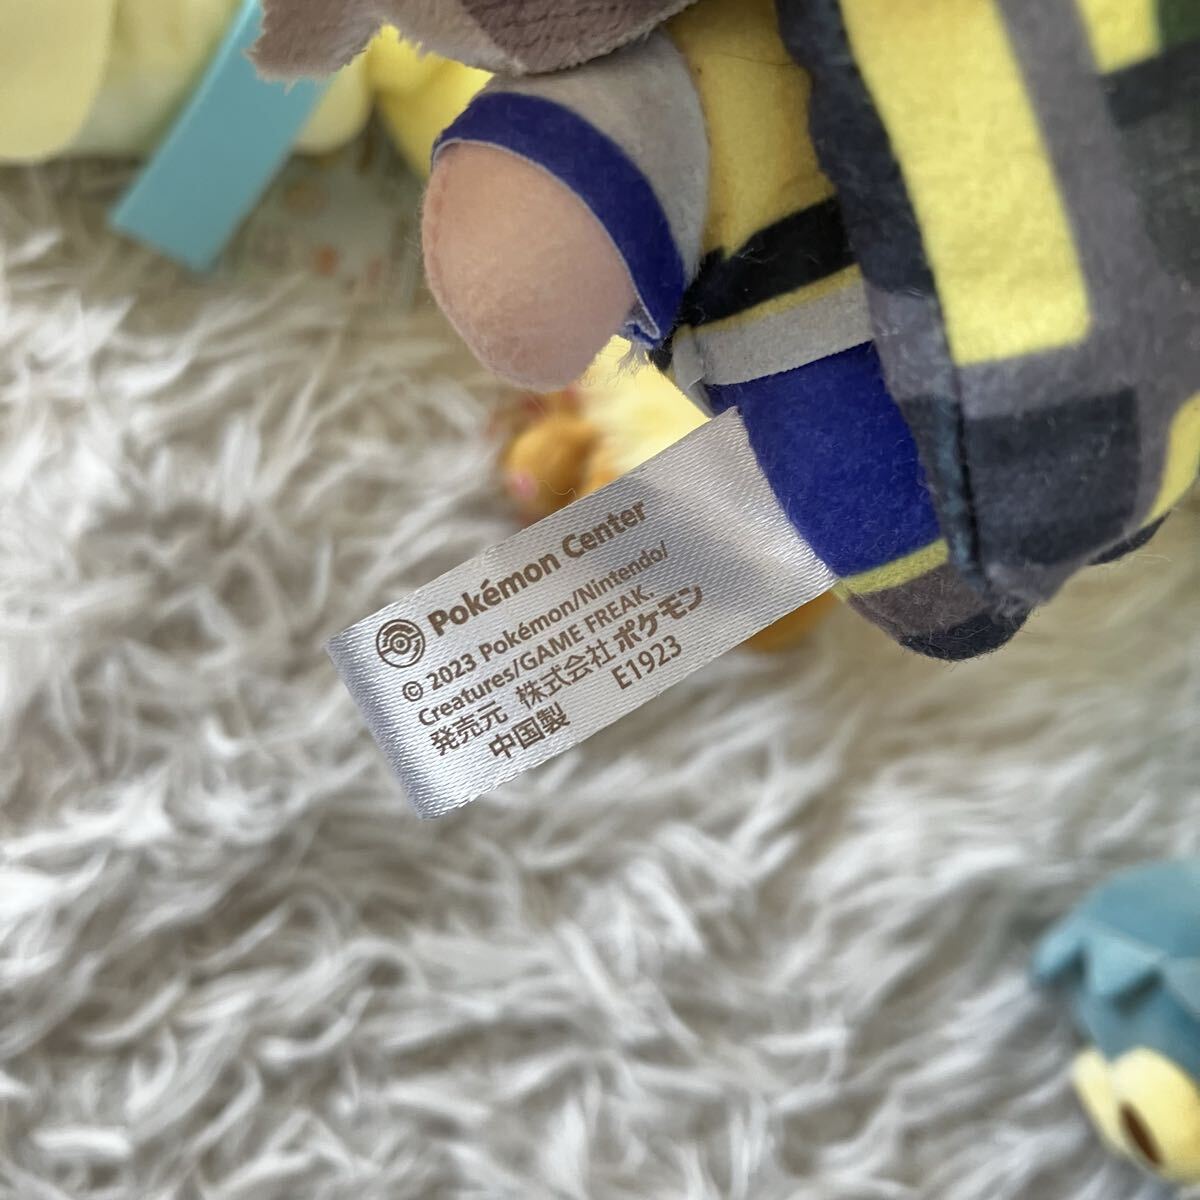 Pokémon Center
© 2023 Pokémon/Nintendo/
Creatures/GAME FREAK.
発売元 株式会社ポケモン
中国製 E1923